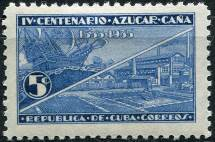 IV·CENTENARIO·AZUCAR·CAÑA
1535·1935
5¢
REPUBLICA·DE·CUBA·CORREOS